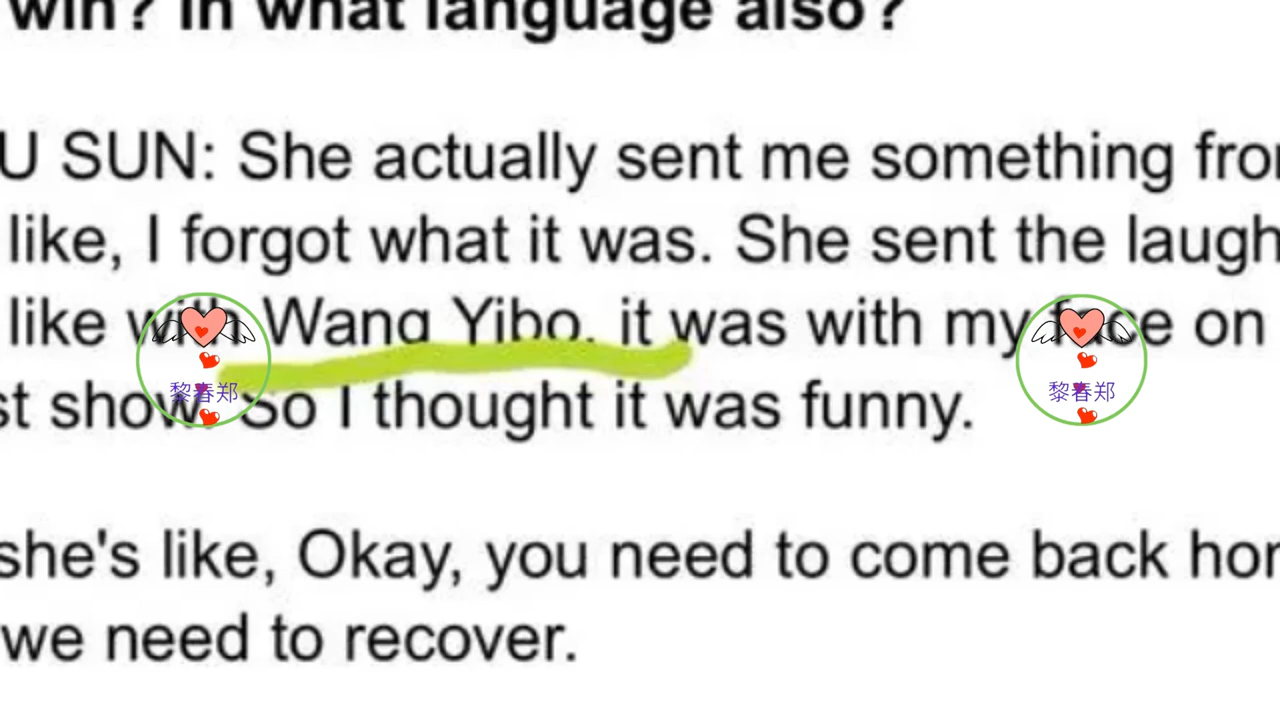 win? In what language also?
U SUN: She actually sent me something fro
like, I forgot what it was. She sent the laugh
like with Wang Yibo. it was with my face on
st show. So I thought it was funny.
she's like, Okay, you need to come back hor
we need to recover.
黎春郑
黎春郑